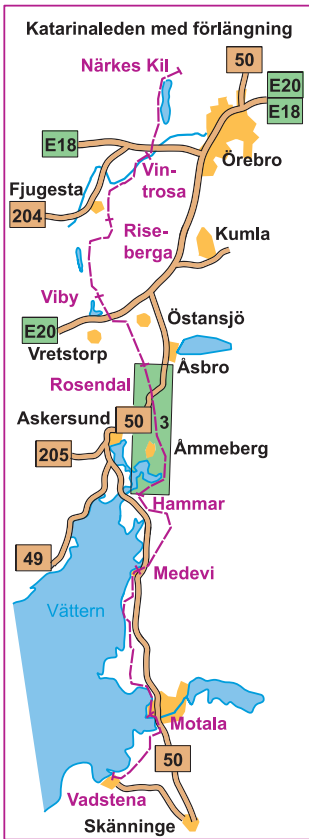 Katarinaleden med förlängning
Närkes Kil
50
E20
E18
E18
Örebro
Vin-
trosa
Fjugesta
204
Rise-
berga
Kumla
Viby
Östansjö
E20
Vretstorp
Åsbro
Rosendal
Askersund
50
3
205
Åmmeberg
Hammar
49
Medevi
Vättern
Motala
50
Vadstena
Skänninge